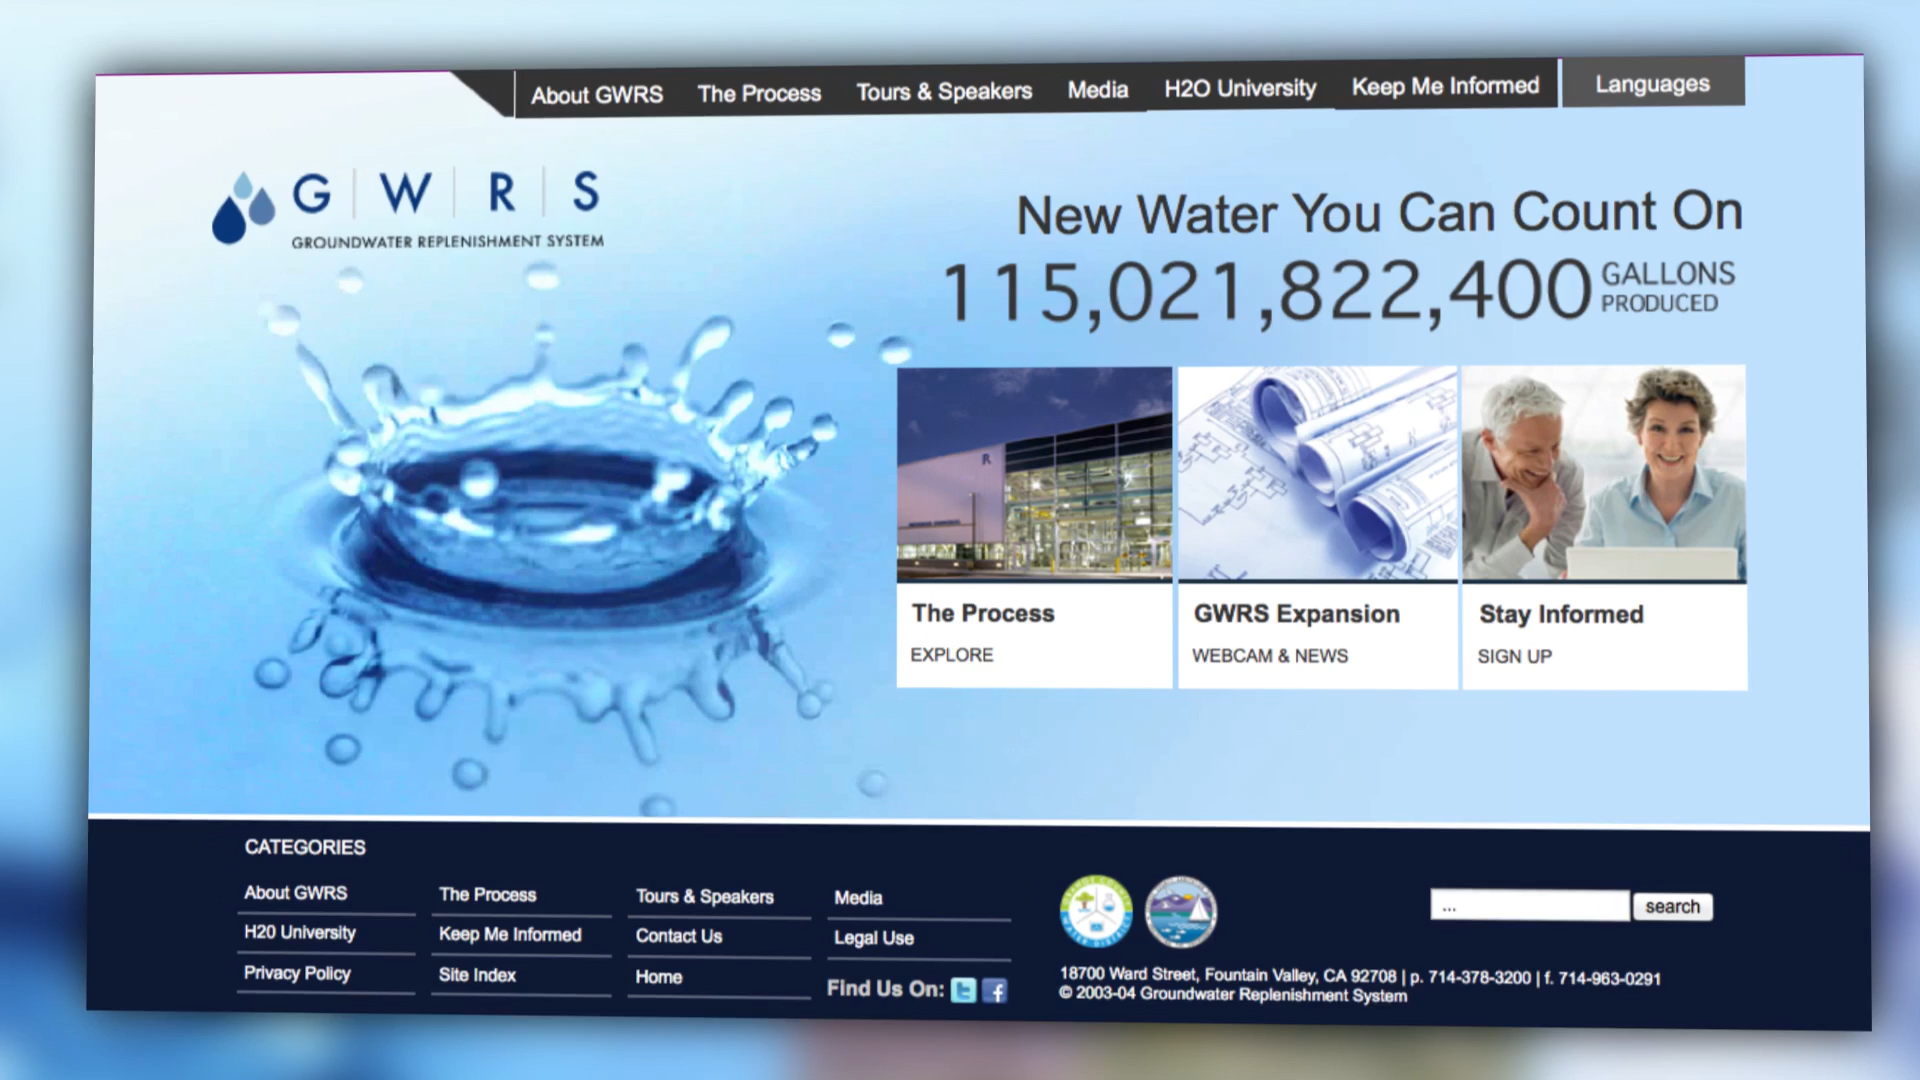 About GWRS The Process Tours & Speakers Media H2O University Keep Me Informed Languages
G W R S
GROUNDWATER REPLENISHMENT SYSTEM
New Water You Can Count On
115,021,822,400 GALLONS PRODUCED
R
The Process
EXPLORE
GWRS Expansion
WEBCAM & NEWS
Stay Informed
SIGN UP
CATEGORIES
About GWRS The Process Tours & Speakers Media
H20 University Keep Me Informed Contact Us Legal Use
Privacy Policy Site Index Home
Find Us On:
... search
18700 Ward Street, Fountain Valley, CA 92708 | p. 714-378-3200 | f. 714-963-0291
© 2003-04 Groundwater Replenishment System